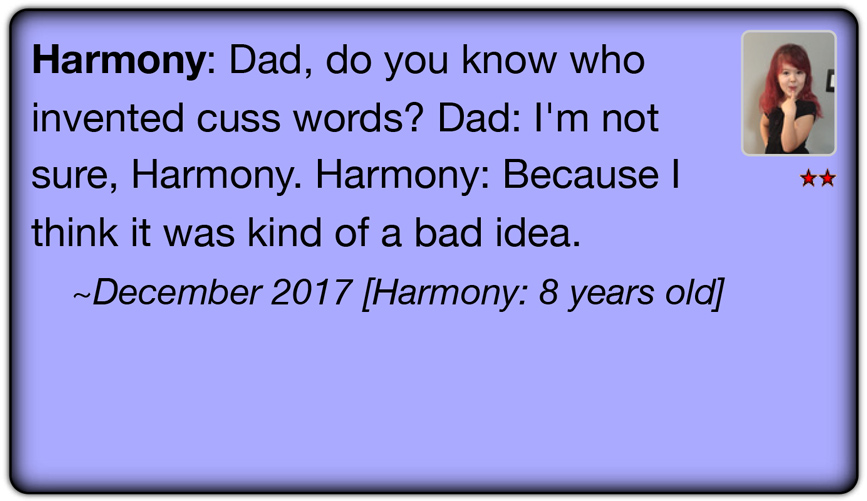 Harmony: Dad, do you know who
invented cuss words? Dad: I'm not
sure, Harmony. Harmony: Because I
think it was kind of a bad idea.
~December 2017 [Harmony: 8 years old]